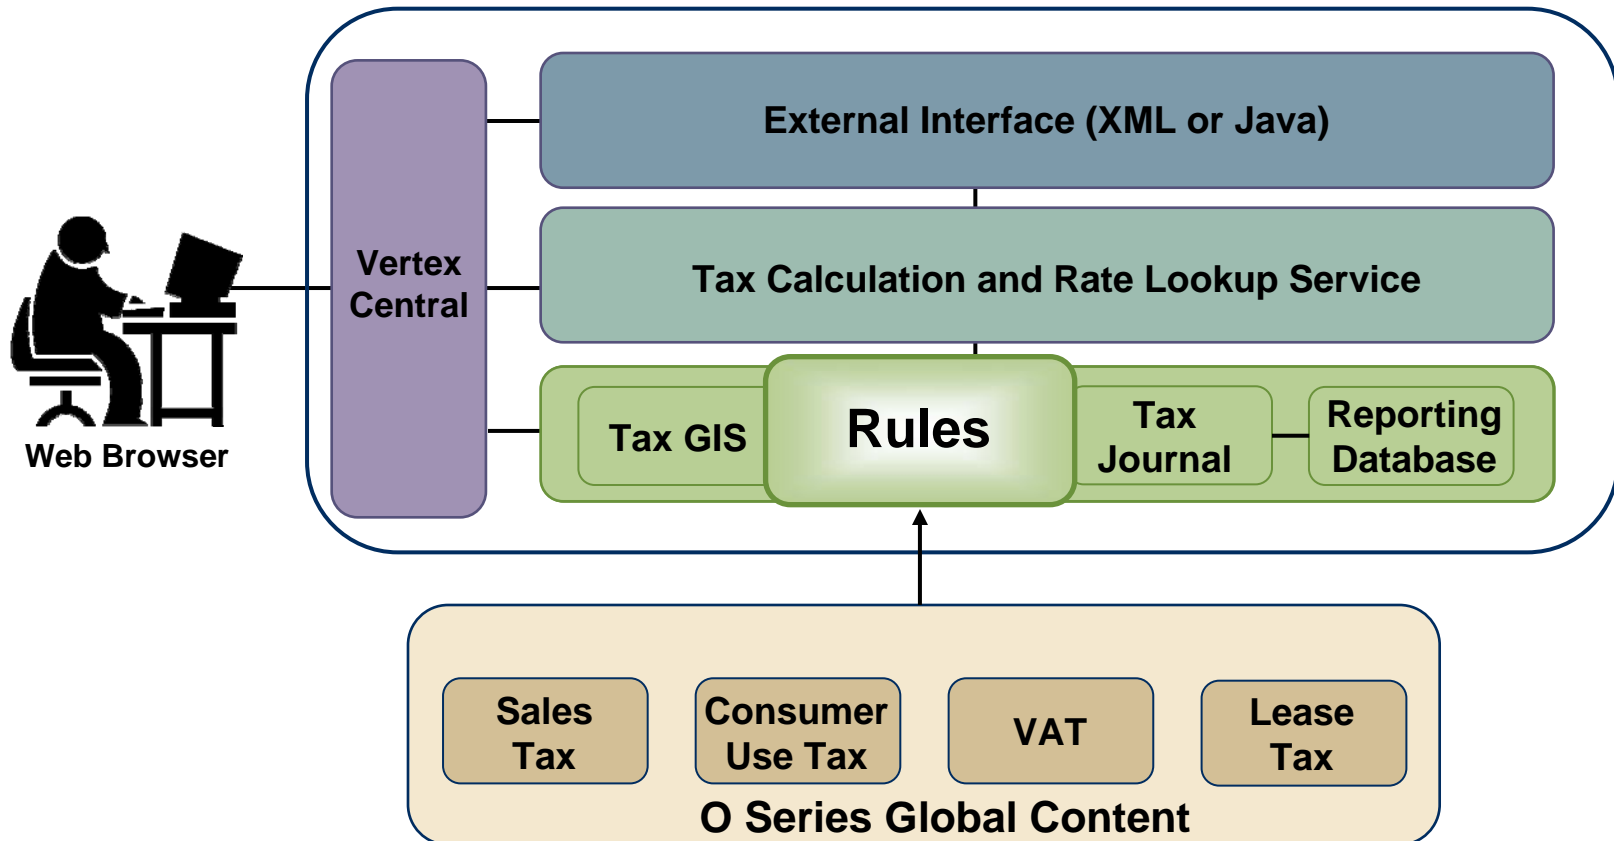 External Interface (XML or Java)
Vertex
Central
Tax Calculation and Rate Lookup Service
Web Browser
Tax GIS
Rules
Tax
Journal
Reporting
Database
Sales
Tax
Consumer
Use Tax
VAT
Lease
Tax
O Series Global Content